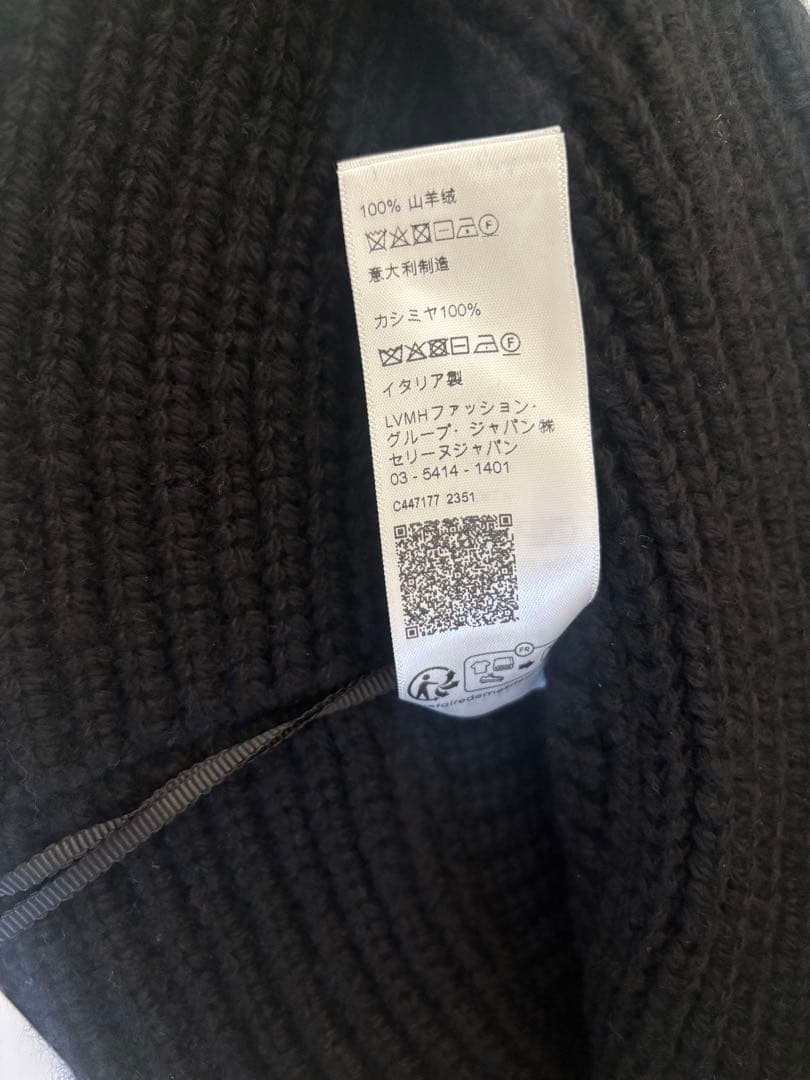 100% 山羊绒
F
意大利制造
カシミヤ100%
F
イタリア製
LVMHファッション・
グループ・ジャパン㈱
セリーヌジャパン
03 - 5414 - 1401
C447177 2351
FR